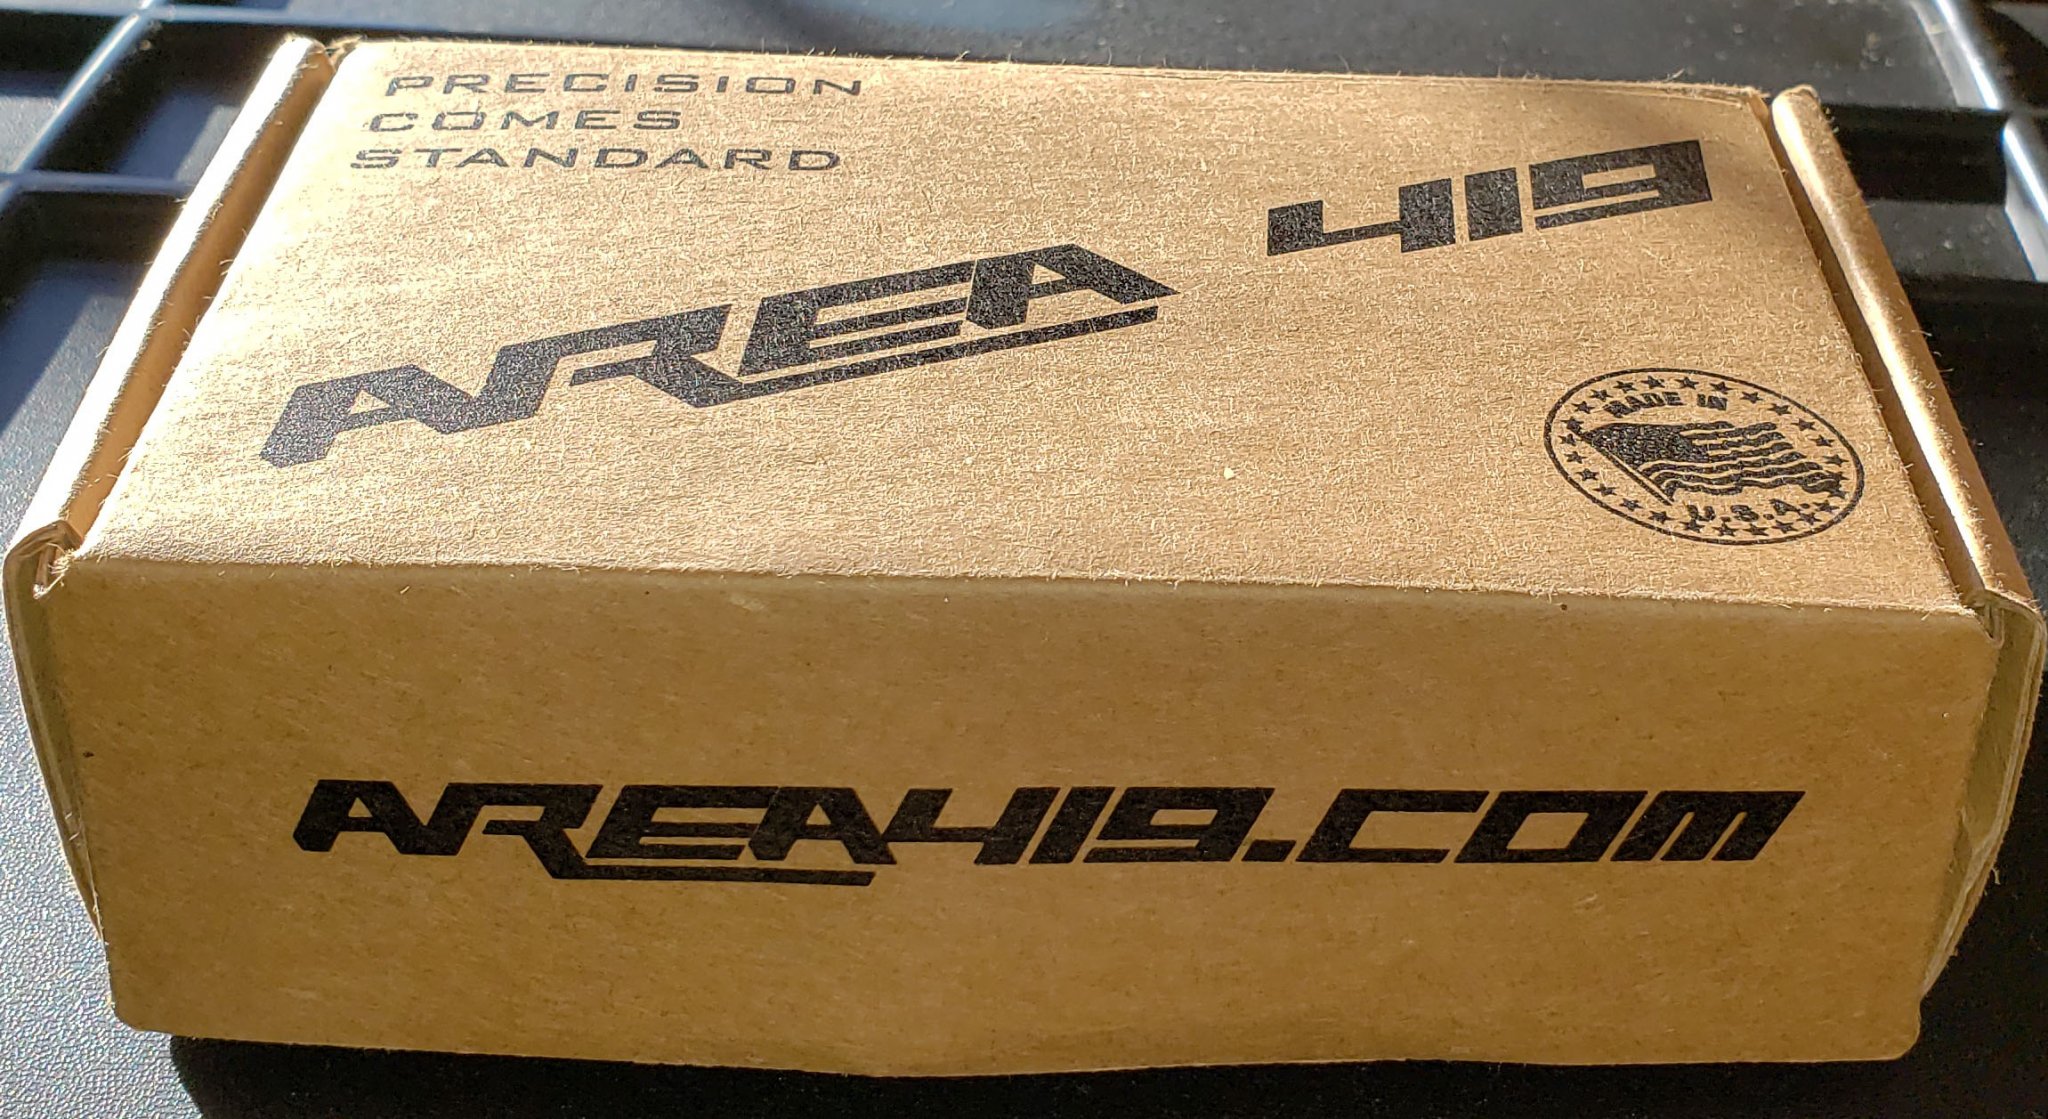 PRECISION
COMES
STANDARD
AREA 419
MADE IN
U.S.A.
AREA419.COM